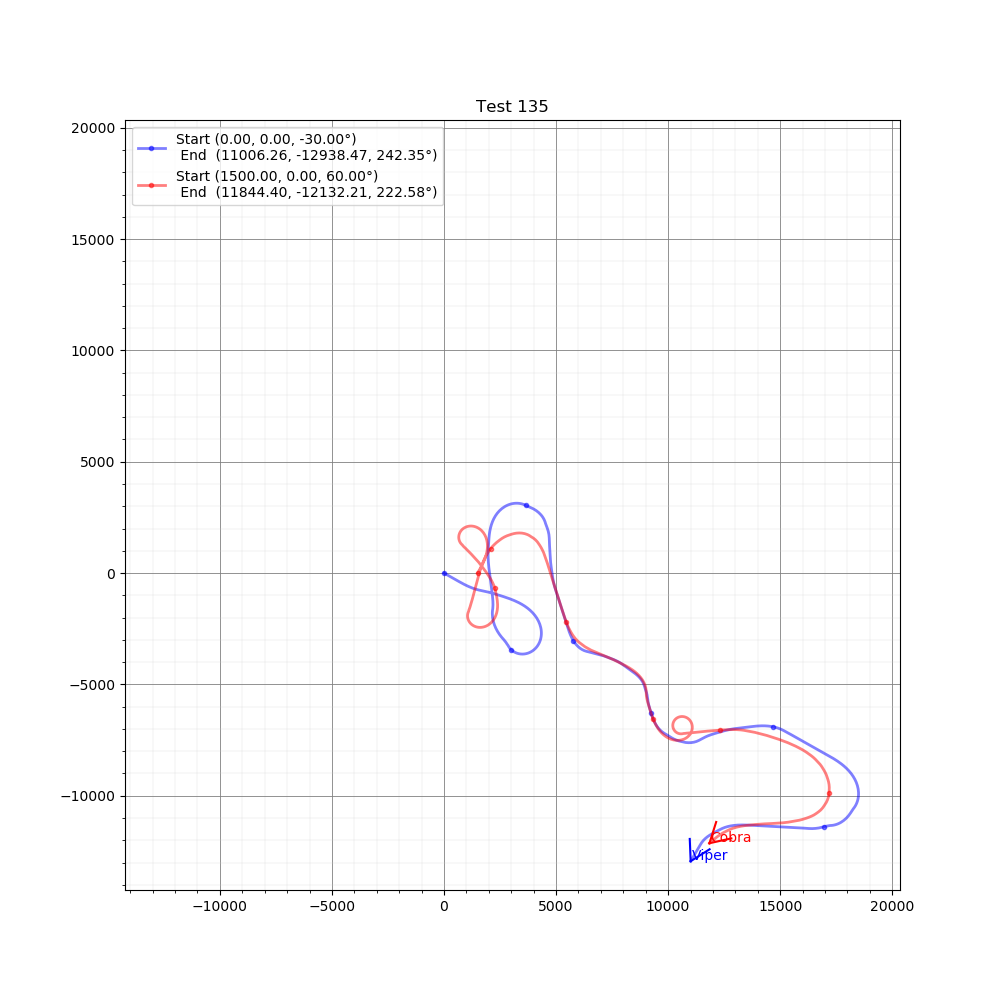 Test 135
20000
15000
10000
5000
0
−5000
−10000
Start (0.00, 0.00, -30.00°)
End  (11006.26, -12938.47, 242.35°)
Start (1500.00, 0.00, 60.00°)
End  (11844.40, -12132.21, 222.58°)
Cobra
Viper
−10000
−5000
0
5000
10000
15000
20000